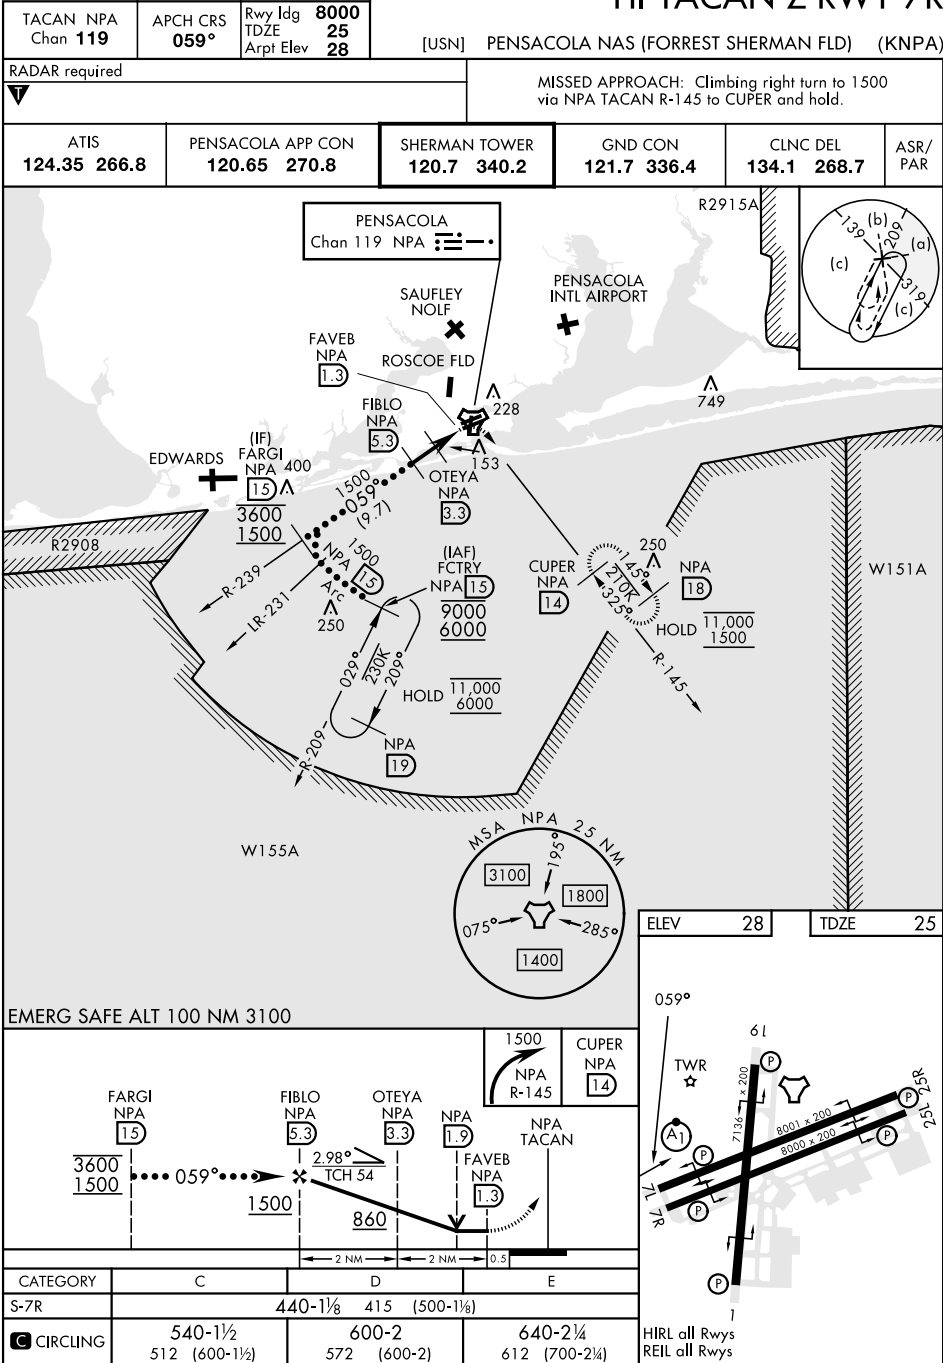 HI-TACAN Z RWY 7R
TACAN NPA
Chan 119
APCH CRS
059°
Rwy ldg 8000
TDZE 25
Arpt Elev 28
[USN] PENSACOLA NAS (FORREST SHERMAN FLD) (KNPA)
RADAR required
T
MISSED APPROACH: Climbing right turn to 1500
via NPA TACAN R-145 to CUPER and hold.
ATIS
124.35 266.8
PENSACOLA APP CON
120.65 270.8
SHERMAN TOWER
120.7 340.2
GND CON
121.7 336.4
CLNC DEL
134.1 268.7
ASR/
PAR
R2915A
PENSACOLA
Chan 119 NPA
139
(b)
209
(a)
(c)
319
(c)
SAUFLEY
NOLF
PENSACOLA
INTL AIRPORT
FAVEB
NPA
1.3
ROSCOE FLD
228
749
FIBLO
NPA
5.3
153
OTEYA
NPA
3.3
EDWARDS
(IF)
FARGI
NPA
15
400
3600
1500
1500
059°
(9.7)
R2908
R-239
LR-231
NPA
15
1500
Arc
250
(IAF)
FCTRY
NPA 15
9000
6000
CUPER
NPA
14
145°
210K
325°
250
NPA
18
HOLD 11,000
1500
W151A
R-145
029°
230K
209°
HOLD 11,000
6000
R-209
NPA
19
W155A
MSA NPA 25 NM
195°
3100
1800
075°
285°
1400
EMERG SAFE ALT 100 NM 3100
ELEV 28
TDZE 25
059°
19
TWR
P
7136 x 200
A1
8001 x 200
8000 x 200
P
25R
25L
P
P
7L
7R
P
P
1
HIRL all Rwys
REIL all Rwys
1500
NPA
R-145
CUPER
NPA
14
FARGI
NPA
15
FIBLO
NPA
5.3
OTEYA
NPA
3.3
NPA
1.9
FAVEB
NPA
1.3
NPA
TACAN
3600
1500
059°
2.98°
TCH 54
1500
860
2 NM
2 NM
0.5
CATEGORY C D E
S-7R 440-1⅛ 415 (500-1⅛)
C CIRCLING
540-1½
512 (600-1½)
600-2
572 (600-2)
640-2¼
612 (700-2¼)